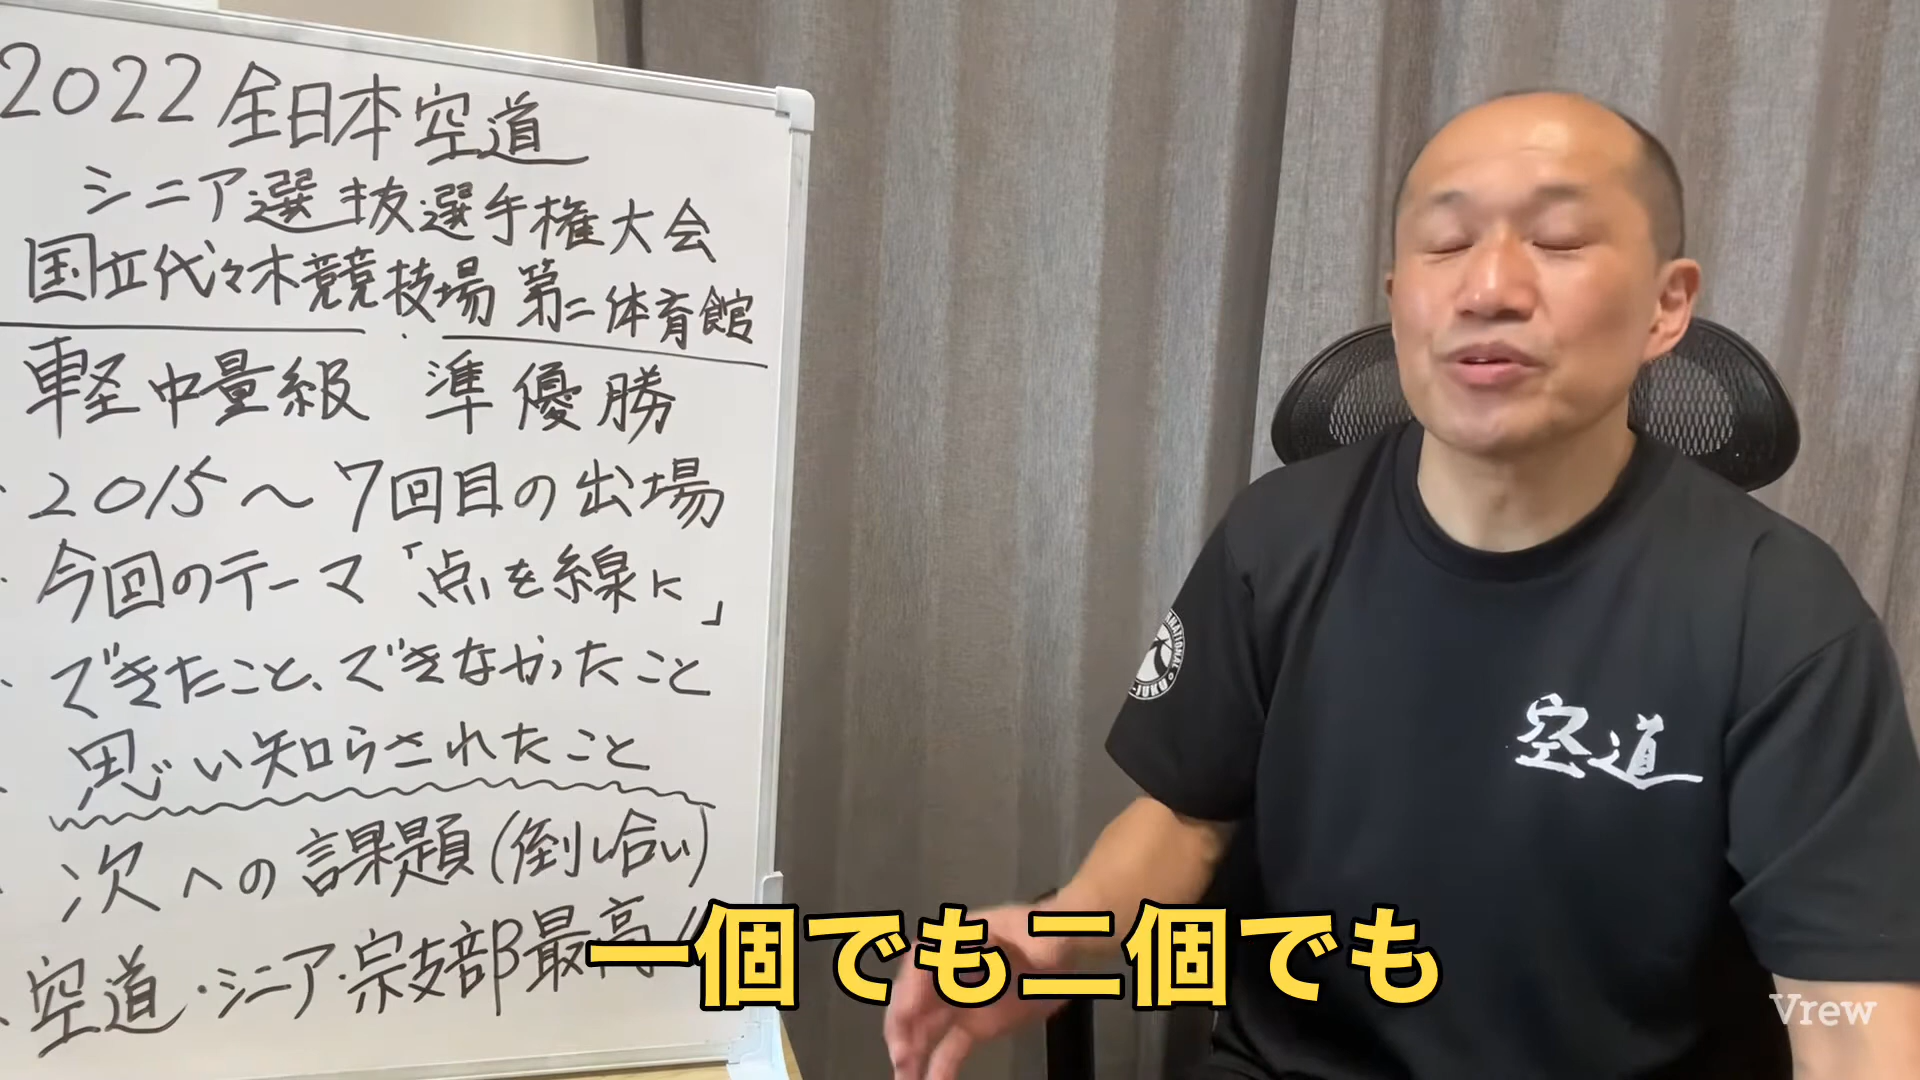 2022 全日本空道
シニア選抜選手権大会
国立代々木競技場 第二体育館
軽中量級 準優勝
・2015〜7回目の出場
・今回のテーマ「点を線に」
・できたこと、できなかったこと
・思い知らされたこと
・次への課題(倒し合い)
・空道・シニア・宗支部最高
一個でも二個でも
空道
Vrew